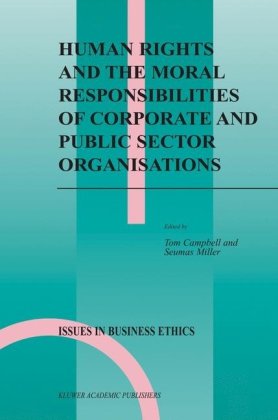 HUMAN RIGHTS
AND THE MORAL
RESPONSIBILITIES
OF CORPORATE AND
PUBLIC SECTOR
ORGANISATIONS
Edited by
Tom Campbell and
Seumas Miller
ISSUES IN BUSINESS ETHICS
KLUWER ACADEMIC PUBLISHERS